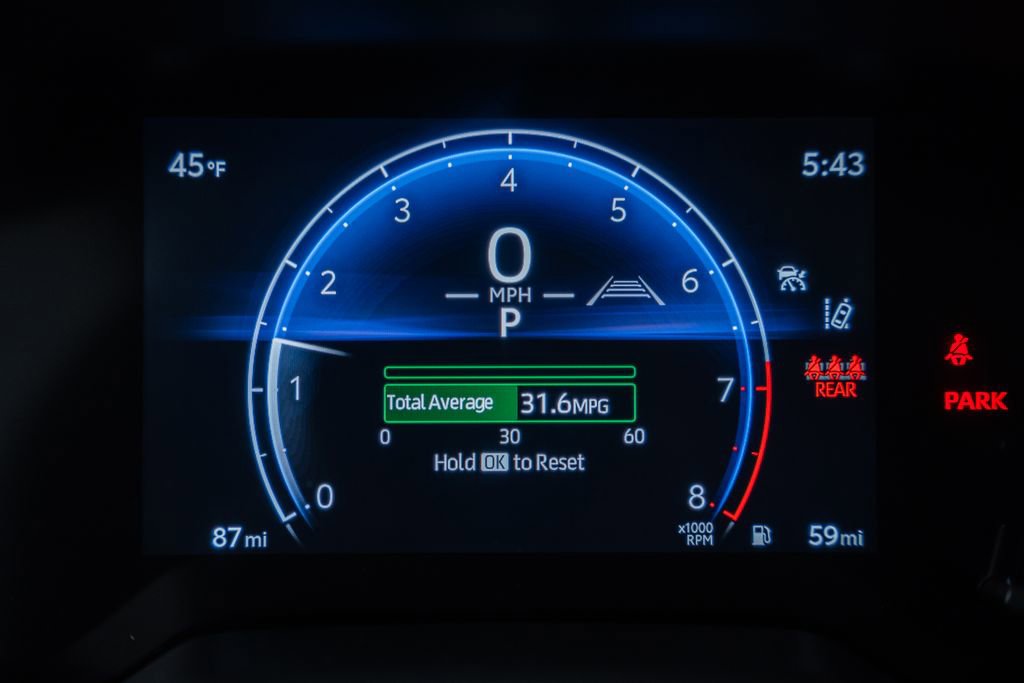 45°F
5:43
4
3
5
0
2
6
MPH
P
REAR
1
7
Total Average 31.6MPG
PARK
0 30 60
Hold OK to Reset
0
8
x1000
RPM
87mi
59mi